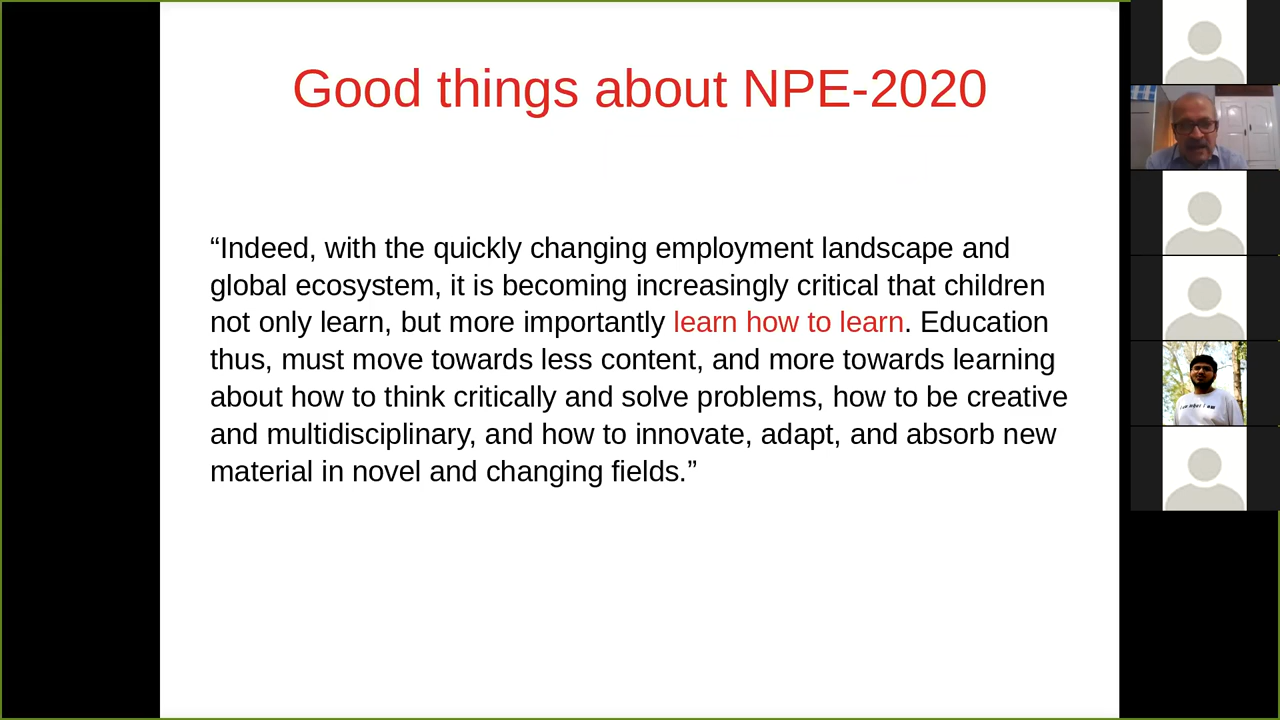 Good things about NPE-2020
“Indeed, with the quickly changing employment landscape and
global ecosystem, it is becoming increasingly critical that children
not only learn, but more importantly learn how to learn. Education
thus, must move towards less content, and more towards learning
about how to think critically and solve problems, how to be creative
and multidisciplinary, and how to innovate, adapt, and absorb new
material in novel and changing fields.”